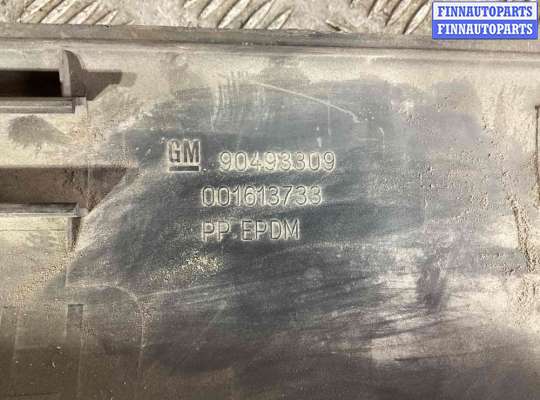 FINNAUTOPARTS
FINNAUTOPARTS
GM 90493309
001613733
PP.EPDM